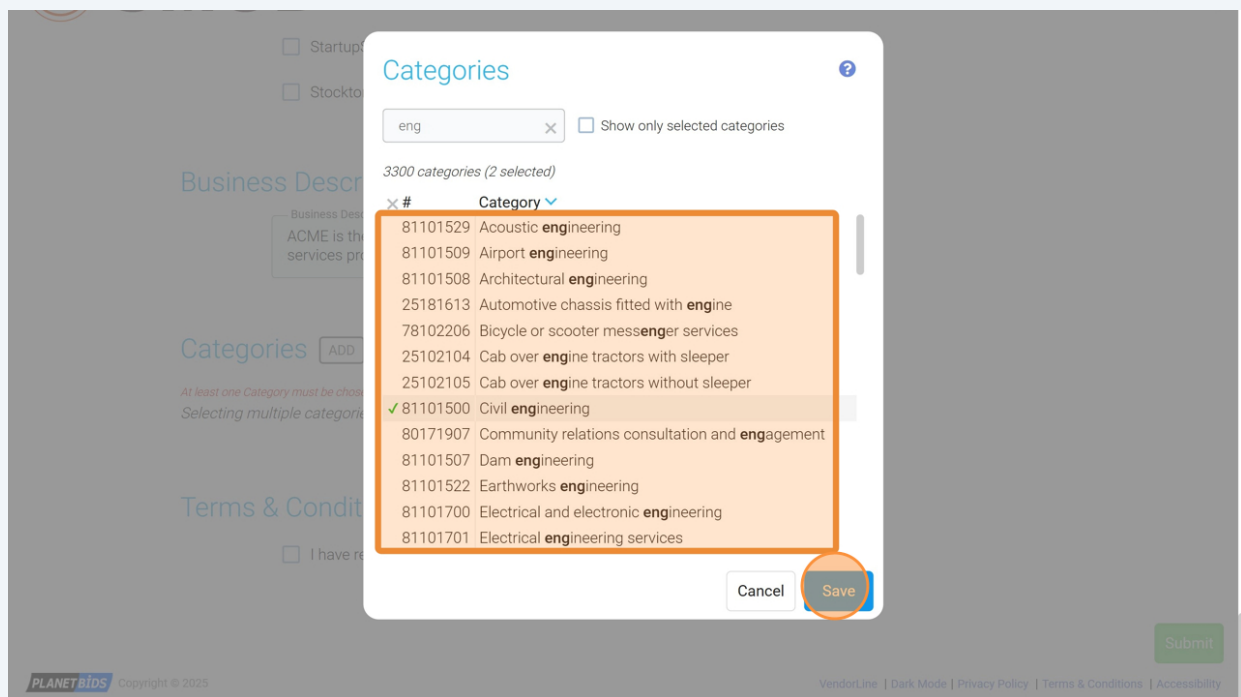 StartupS
Stockto
Categories
eng
Show only selected categories
3300 categories (2 selected)
# Category
Business Descr
Business Desc
ACME is the
services pro
81101529 Acoustic engineering
81101509 Airport engineering
81101508 Architectural engineering
25181613 Automotive chassis fitted with engine
78102206 Bicycle or scooter messenger services
25102104 Cab over engine tractors with sleeper
25102105 Cab over engine tractors without sleeper
✓ 81101500 Civil engineering
80171907 Community relations consultation and engagement
81101507 Dam engineering
81101522 Earthworks engineering
81101700 Electrical and electronic engineering
81101701 Electrical engineering services
Categories ADD
At least one Category must be chos
Selecting multiple categorie
Terms & Condit
I have re
Cancel Save
Submit
PLANETBIDS Copyright © 2025
VendorLine | Dark Mode | Privacy Policy | Terms & Conditions | Accessibility